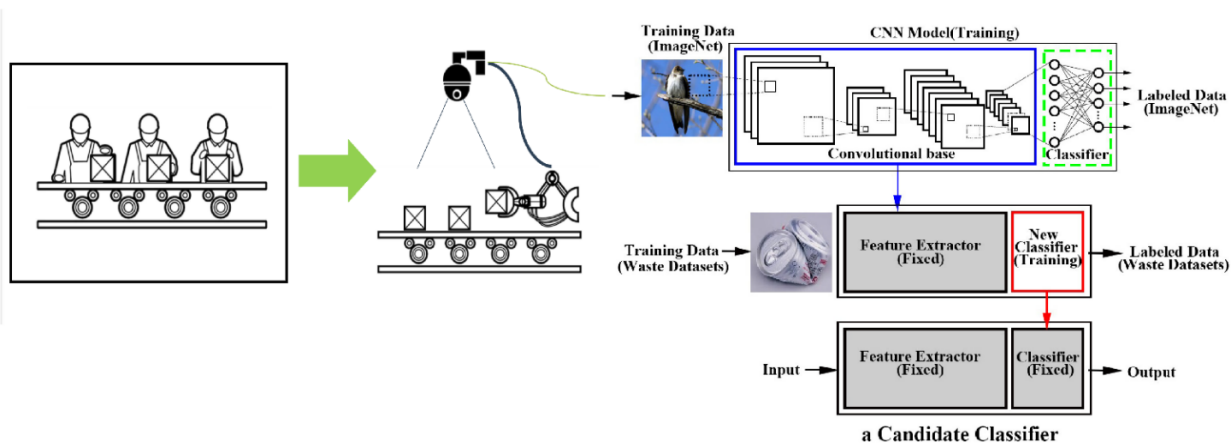 Training Data
(ImageNet)
CNN Model(Training)
Labeled Data
(ImageNet)
Convolutional base
Classifier
Training Data
(Waste Datasets)
Feature Extractor
(Fixed)
New
Classifier
(Training)
Labeled Data
(Waste Datasets)
Input
Feature Extractor
(Fixed)
Classifier
(Fixed)
Output
a Candidate Classifier